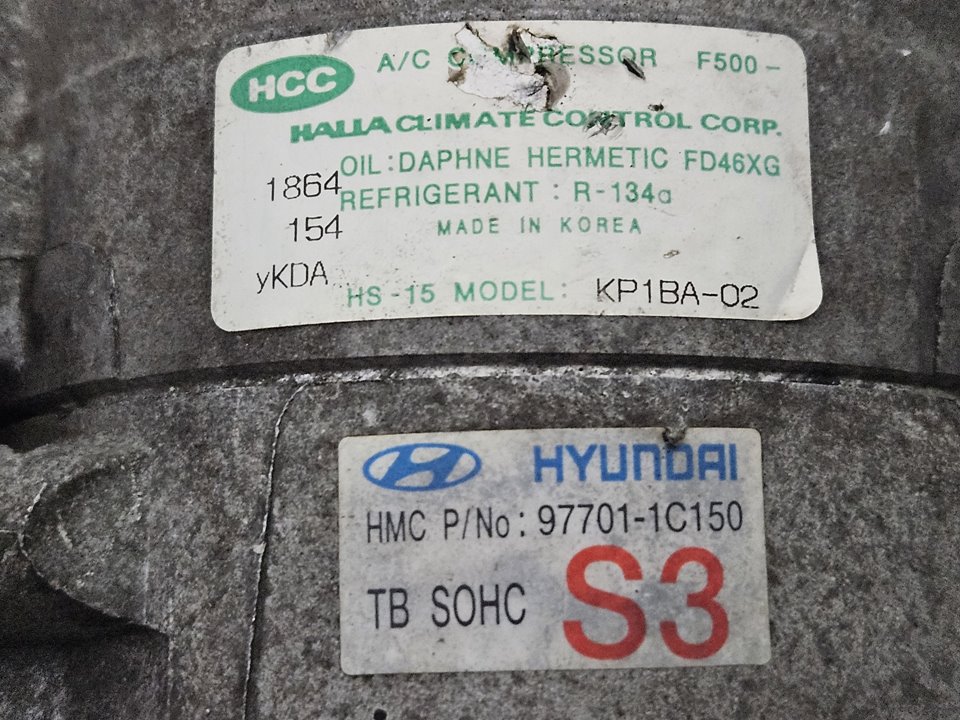 HCC A/C COMPRESSOR F500-
HALLA CLIMATE CONTROL CORP.
OIL: DAPHNE HERMETIC FD46XG
1864
REFRIGERANT : R-134a
154
MADE IN KOREA
yKDA
HS-15 MODEL: KP1BA-02
HYUNDAI
HMC P/No: 97701-1C150
TB SOHC S3